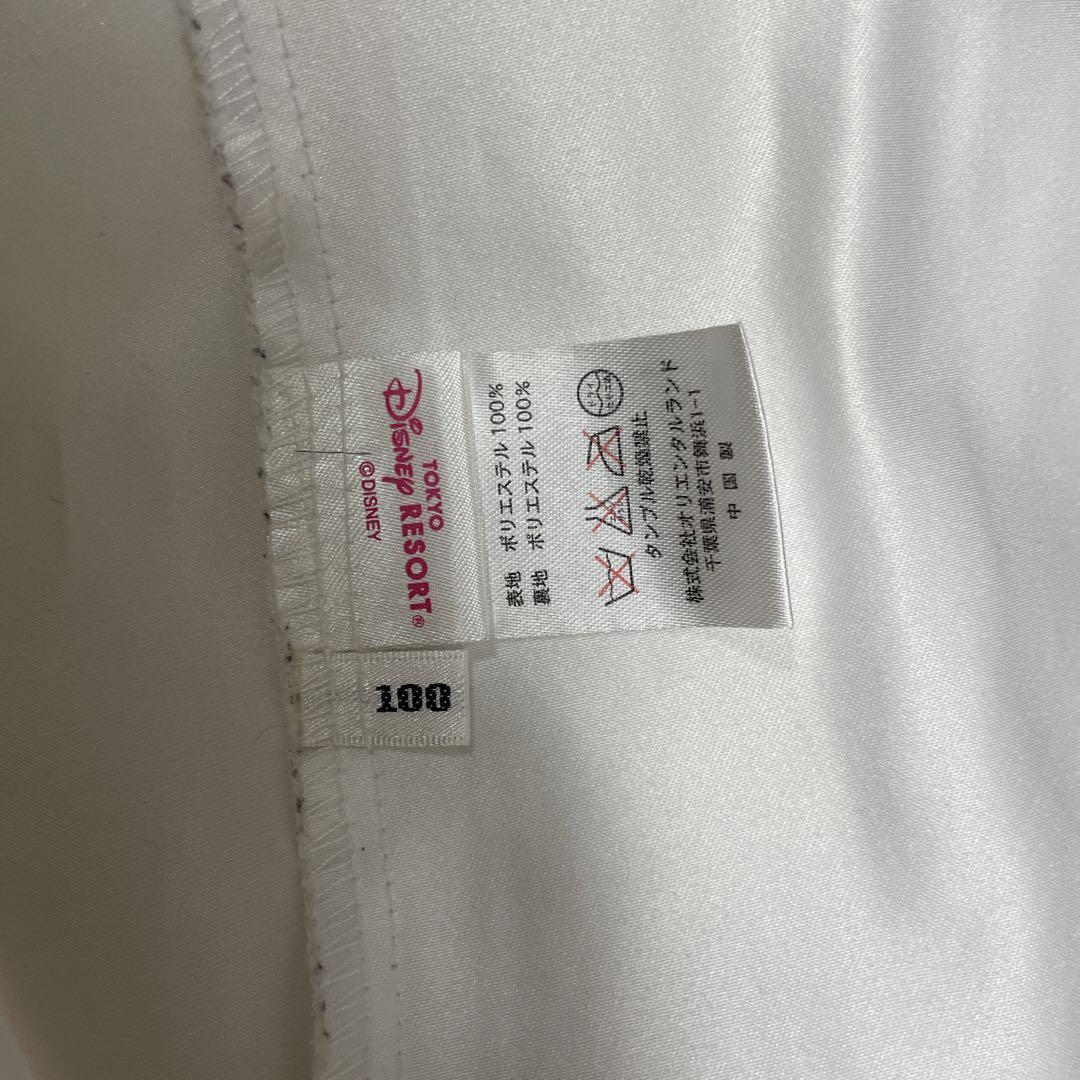 TOKYO
Disney RESORT®
©DISNEY
表地 ポリエステル 100%
裏地 ポリエステル 100%
タンブル乾燥禁止
株式会社オリエンタルランド
千葉県浦安市舞浜1-1
中国製
100